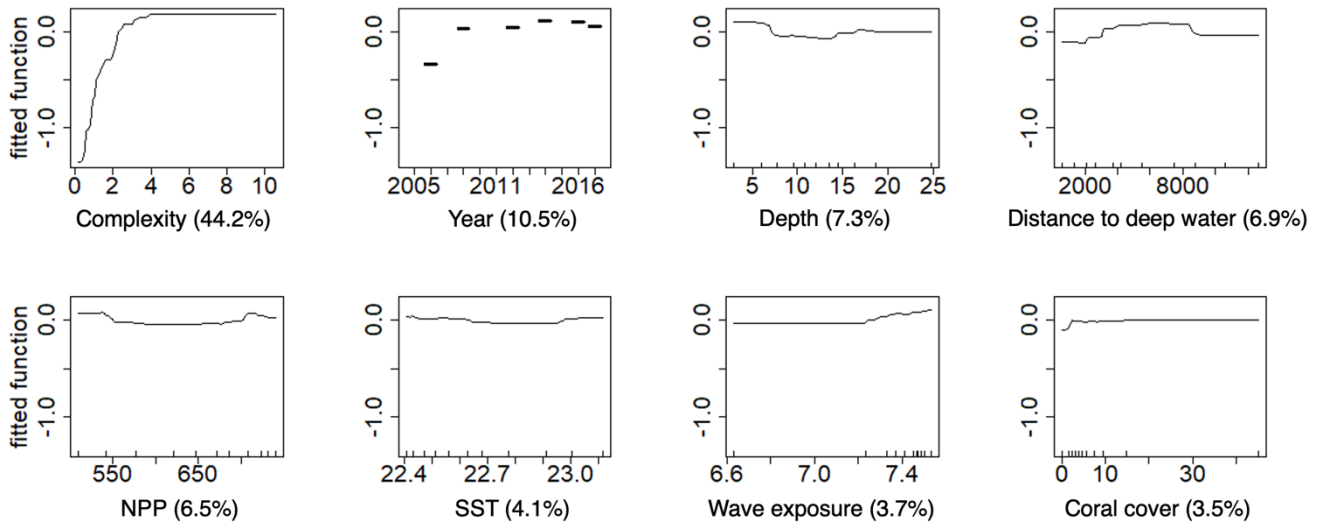 fitted function
0.0
-1.0
0 2 4 6 8 10
Complexity (44.2%)
0.0
-1.0
2005 2011 2016
Year (10.5%)
0.0
-1.0
5 10 15 20 25
Depth (7.3%)
0.0
-1.0
2000 8000
Distance to deep water (6.9%)
fitted function
0.0
-1.0
550 650
NPP (6.5%)
0.0
-1.0
22.4 22.7 23.0
SST (4.1%)
0.0
-1.0
6.6 7.0 7.4
Wave exposure (3.7%)
0.0
-1.0
0 10 30
Coral cover (3.5%)